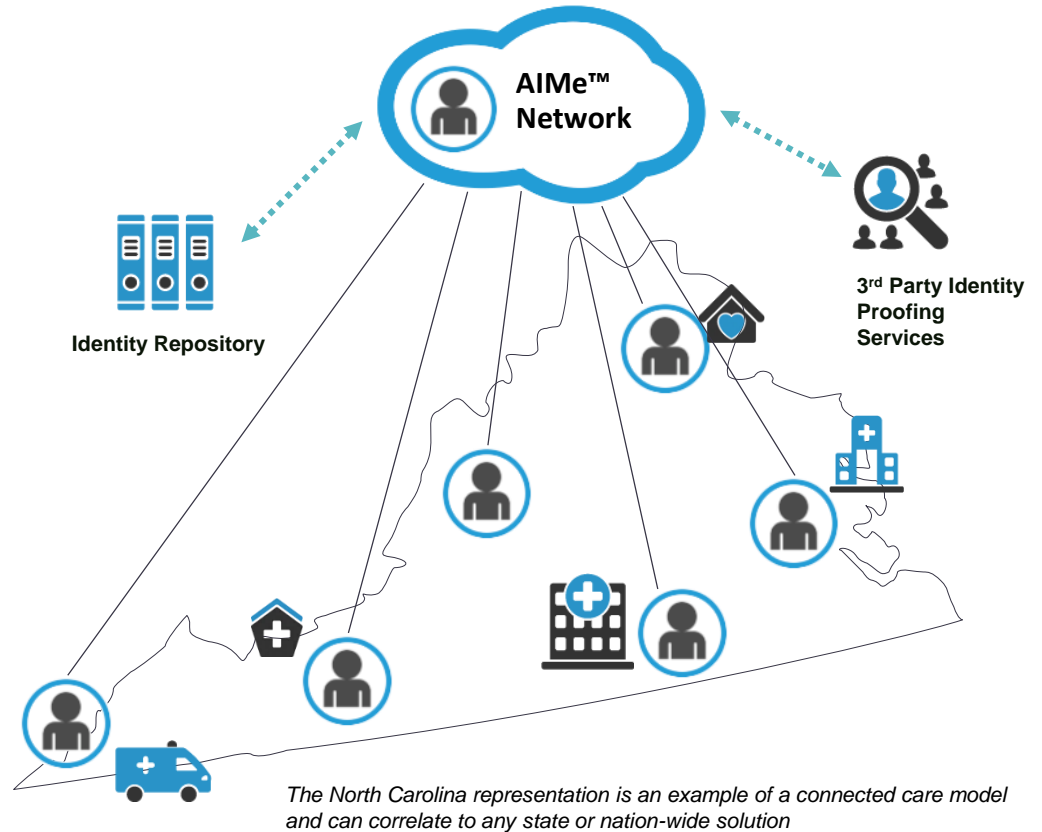 AIMe™
Network
Identity Repository
3rd Party Identity
Proofing
Services
The North Carolina representation is an example of a connected care model
and can correlate to any state or nation-wide solution